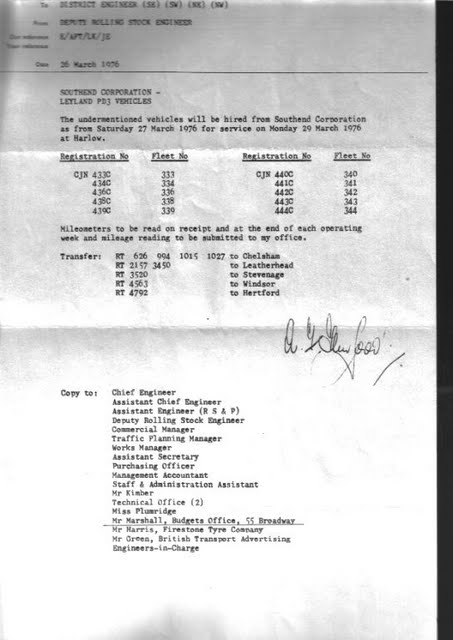 To DISTRICT ENGINEER (SE) (SW) (NE) (NW)
From DEPUTY ROLLING STOCK ENGINEER
Our reference E/AFT/LK/JE
Your reference
Date 26 March 1976
SOUTHEND CORPORATION -
LEYLAND PD3 VEHICLES
The undermentioned vehicles will be hired from Southend Corporation
as from Saturday 27 March 1976 for service on Monday 29 March 1976
at Harlow.
Registration No Fleet No Registration No Fleet No
CJN 433C 333 CJN 440C 340
434C 334 441C 341
436C 336 442C 342
438C 338 443C 343
439C 339 444C 344
Mileometers to be read on receipt and at the end of each operating
week and mileage reading to be submitted to my office.
Transfer: RT 626 994 1015 1027 to Chelsham
RT 2157 3450 to Leatherhead
RT 3520 to Stevenage
RT 4563 to Windsor
RT 4792 to Hertford
Copy to: Chief Engineer
Assistant Chief Engineer
Assistant Engineer (R S & P)
Deputy Rolling Stock Engineer
Commercial Manager
Traffic Planning Manager
Works Manager
Assistant Secretary
Purchasing Officer
Management Accountant
Staff & Administration Assistant
Mr Kimber
Technical Office (2)
Miss Plumridge
Mr Marshall, Budgets Office, 55 Broadway
Mr Harris, Firestone Tyre Company
Mr Green, British Transport Advertising
Engineers-in-Charge